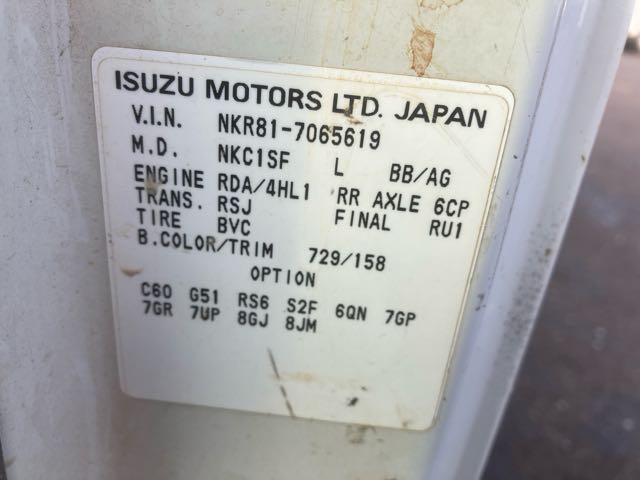 ISUZU MOTORS LTD. JAPAN
V.I.N. NKR81-7065619
M.D. NKC1SF L BB/AG
ENGINE RDA/4HL1 RR AXLE 6CP
TRANS. RSJ FINAL RU1
TIRE BVC
B.COLOR/TRIM 729/158
OPTION
C60 G51 RS6 S2F 6QN 7GP
7GR 7UP 8GJ 8JM